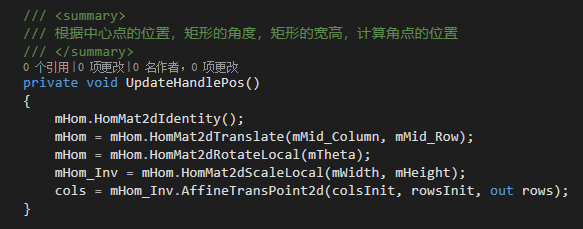 /// <summary>
/// 根据中心点的位置，矩形的角度，矩形的宽高，计算角点的位置
/// </summary>
0 个引用|0 项更改|0 名作者，0 项更改
private void UpdateHandlePos()
{
mHom.HomMat2dIdentity();
mHom = mHom.HomMat2dTranslate(mMid_Column, mMid_Row);
mHom = mHom.HomMat2dRotateLocal(mTheta);
mHom_Inv = mHom.HomMat2dScaleLocal(mWidth, mHeight);
cols = mHom_Inv.AffineTransPoint2d(colsInit, rowsInit, out rows);
}